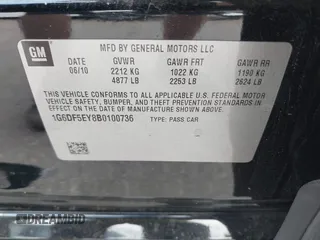 GM
MFD BY GENERAL MOTORS LLC
DATE GVWR GAWR FRT GAWR RR
06/10 2212 KG 1022 KG 1190 KG
4877 LB 2253 LB 2624 LB
THIS VEHICLE CONFORMS TO ALL APPLICABLE U.S. FEDERAL MOTOR
VEHICLE SAFETY, BUMPER, AND THEFT PREVENTION STANDARDS
IN EFFECT ON THE DATE OF MANUFACTURE SHOWN ABOVE.
1G6DF5EY8B0100736 TYPE: PASS CAR
DREAMBID